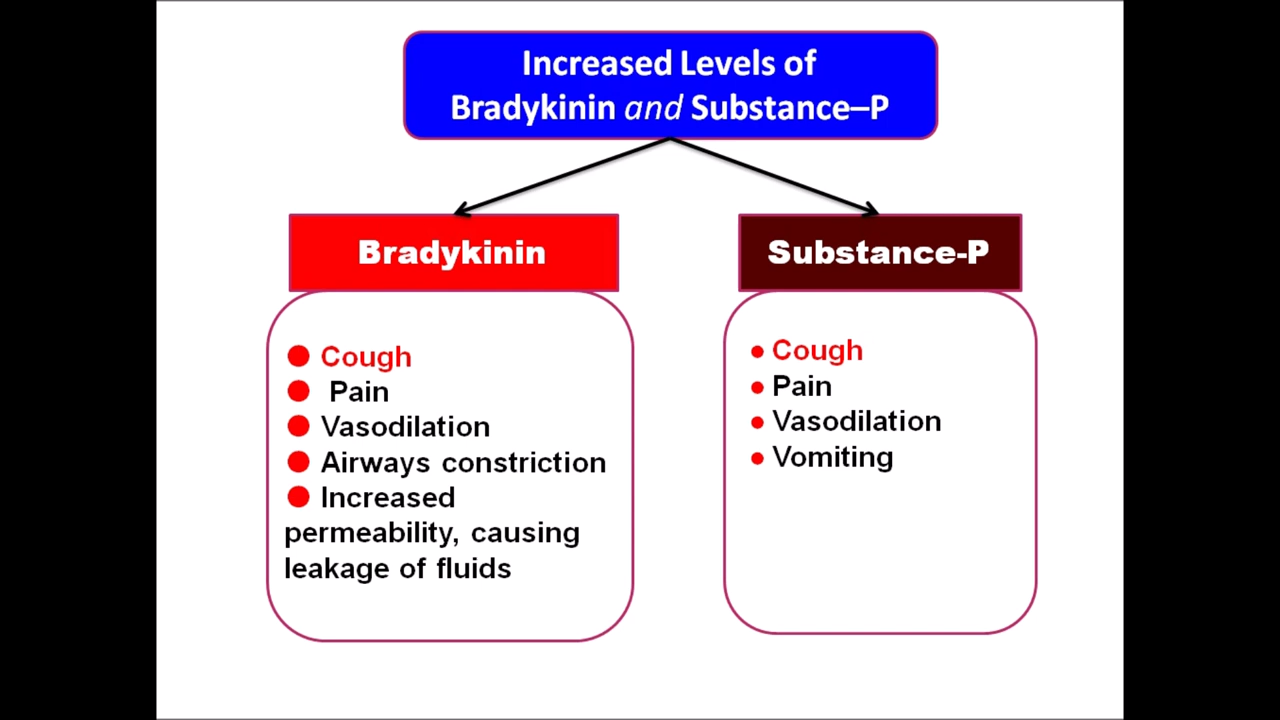 Increased Levels of
Bradykinin and Substance–P
Bradykinin
● Cough
● Pain
● Vasodilation
● Airways constriction
● Increased
permeability, causing
leakage of fluids
Substance-P
● Cough
● Pain
● Vasodilation
● Vomiting